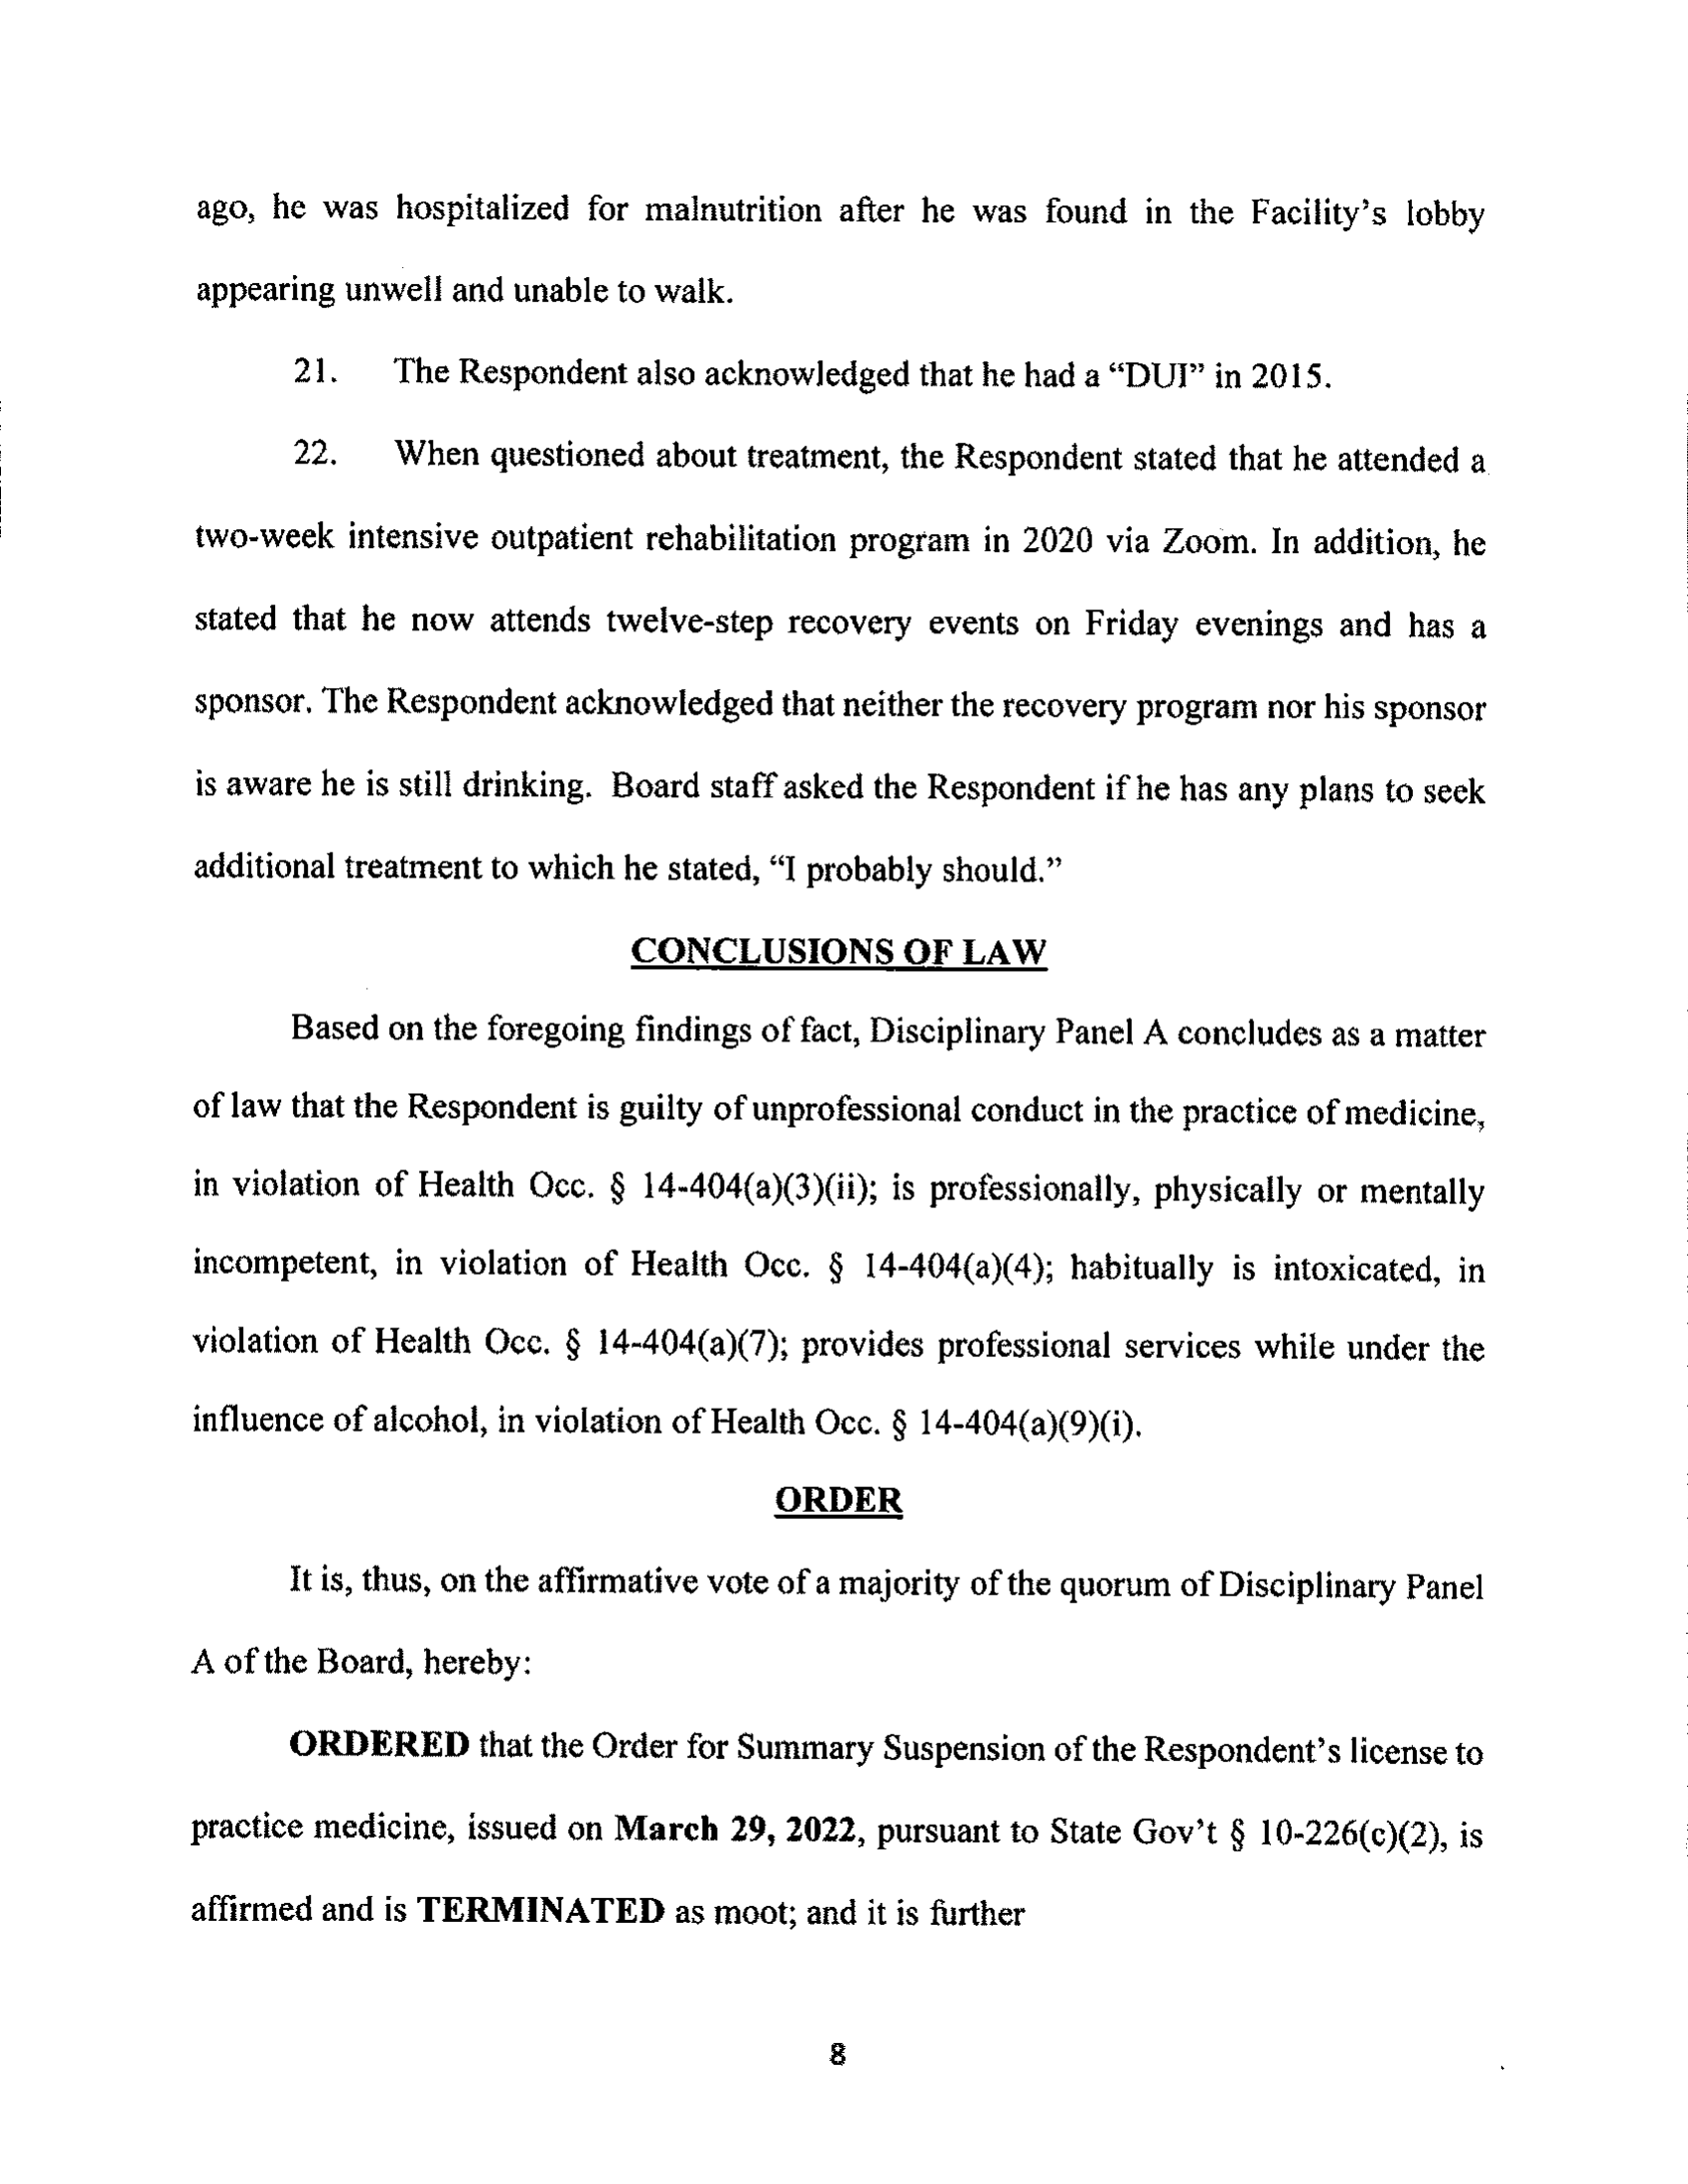 ago, he was hospitalized for malnutrition after he was found in the Facility's lobby
appearing unwell and unable to walk.
21. The Respondent also acknowledged that he had a “DUI” in 2015.
22. When questioned about treatment, the Respondent stated that he attended a
two-week intensive outpatient rehabilitation program in 2020 via Zoom. In addition, he
stated that he now attends twelve-step recovery events on Friday evenings and has a
sponsor. The Respondent acknowledged that neither the recovery program nor his sponsor
is aware he is still drinking. Board staff asked the Respondent if he has any plans to seek
additional treatment to which he stated, “I probably should.”
CONCLUSIONS OF LAW
Based on the foregoing findings of fact, Disciplinary Panel A concludes as a matter
of law that the Respondent is guilty of unprofessional conduct in the practice of medicine,
in violation of Health Occ. § 14-404(a)(3)(ii); is professionally, physically or mentally
incompetent, in violation of Health Occ. § 14-404(a)(4); habitually is intoxicated, in
violation of Health Occ. § 14-404(a)(7); provides professional services while under the
influence of alcohol, in violation of Health Occ. § 14-404(a)(9)(i).
ORDER
It is, thus, on the affirmative vote of a majority of the quorum of Disciplinary Panel
A of the Board, hereby:
ORDERED that the Order for Summary Suspension of the Respondent's license to
practice medicine, issued on March 29, 2022, pursuant to State Gov't § 10-226(c)(2), is
affirmed and is TERMINATED as moot; and it is further
8